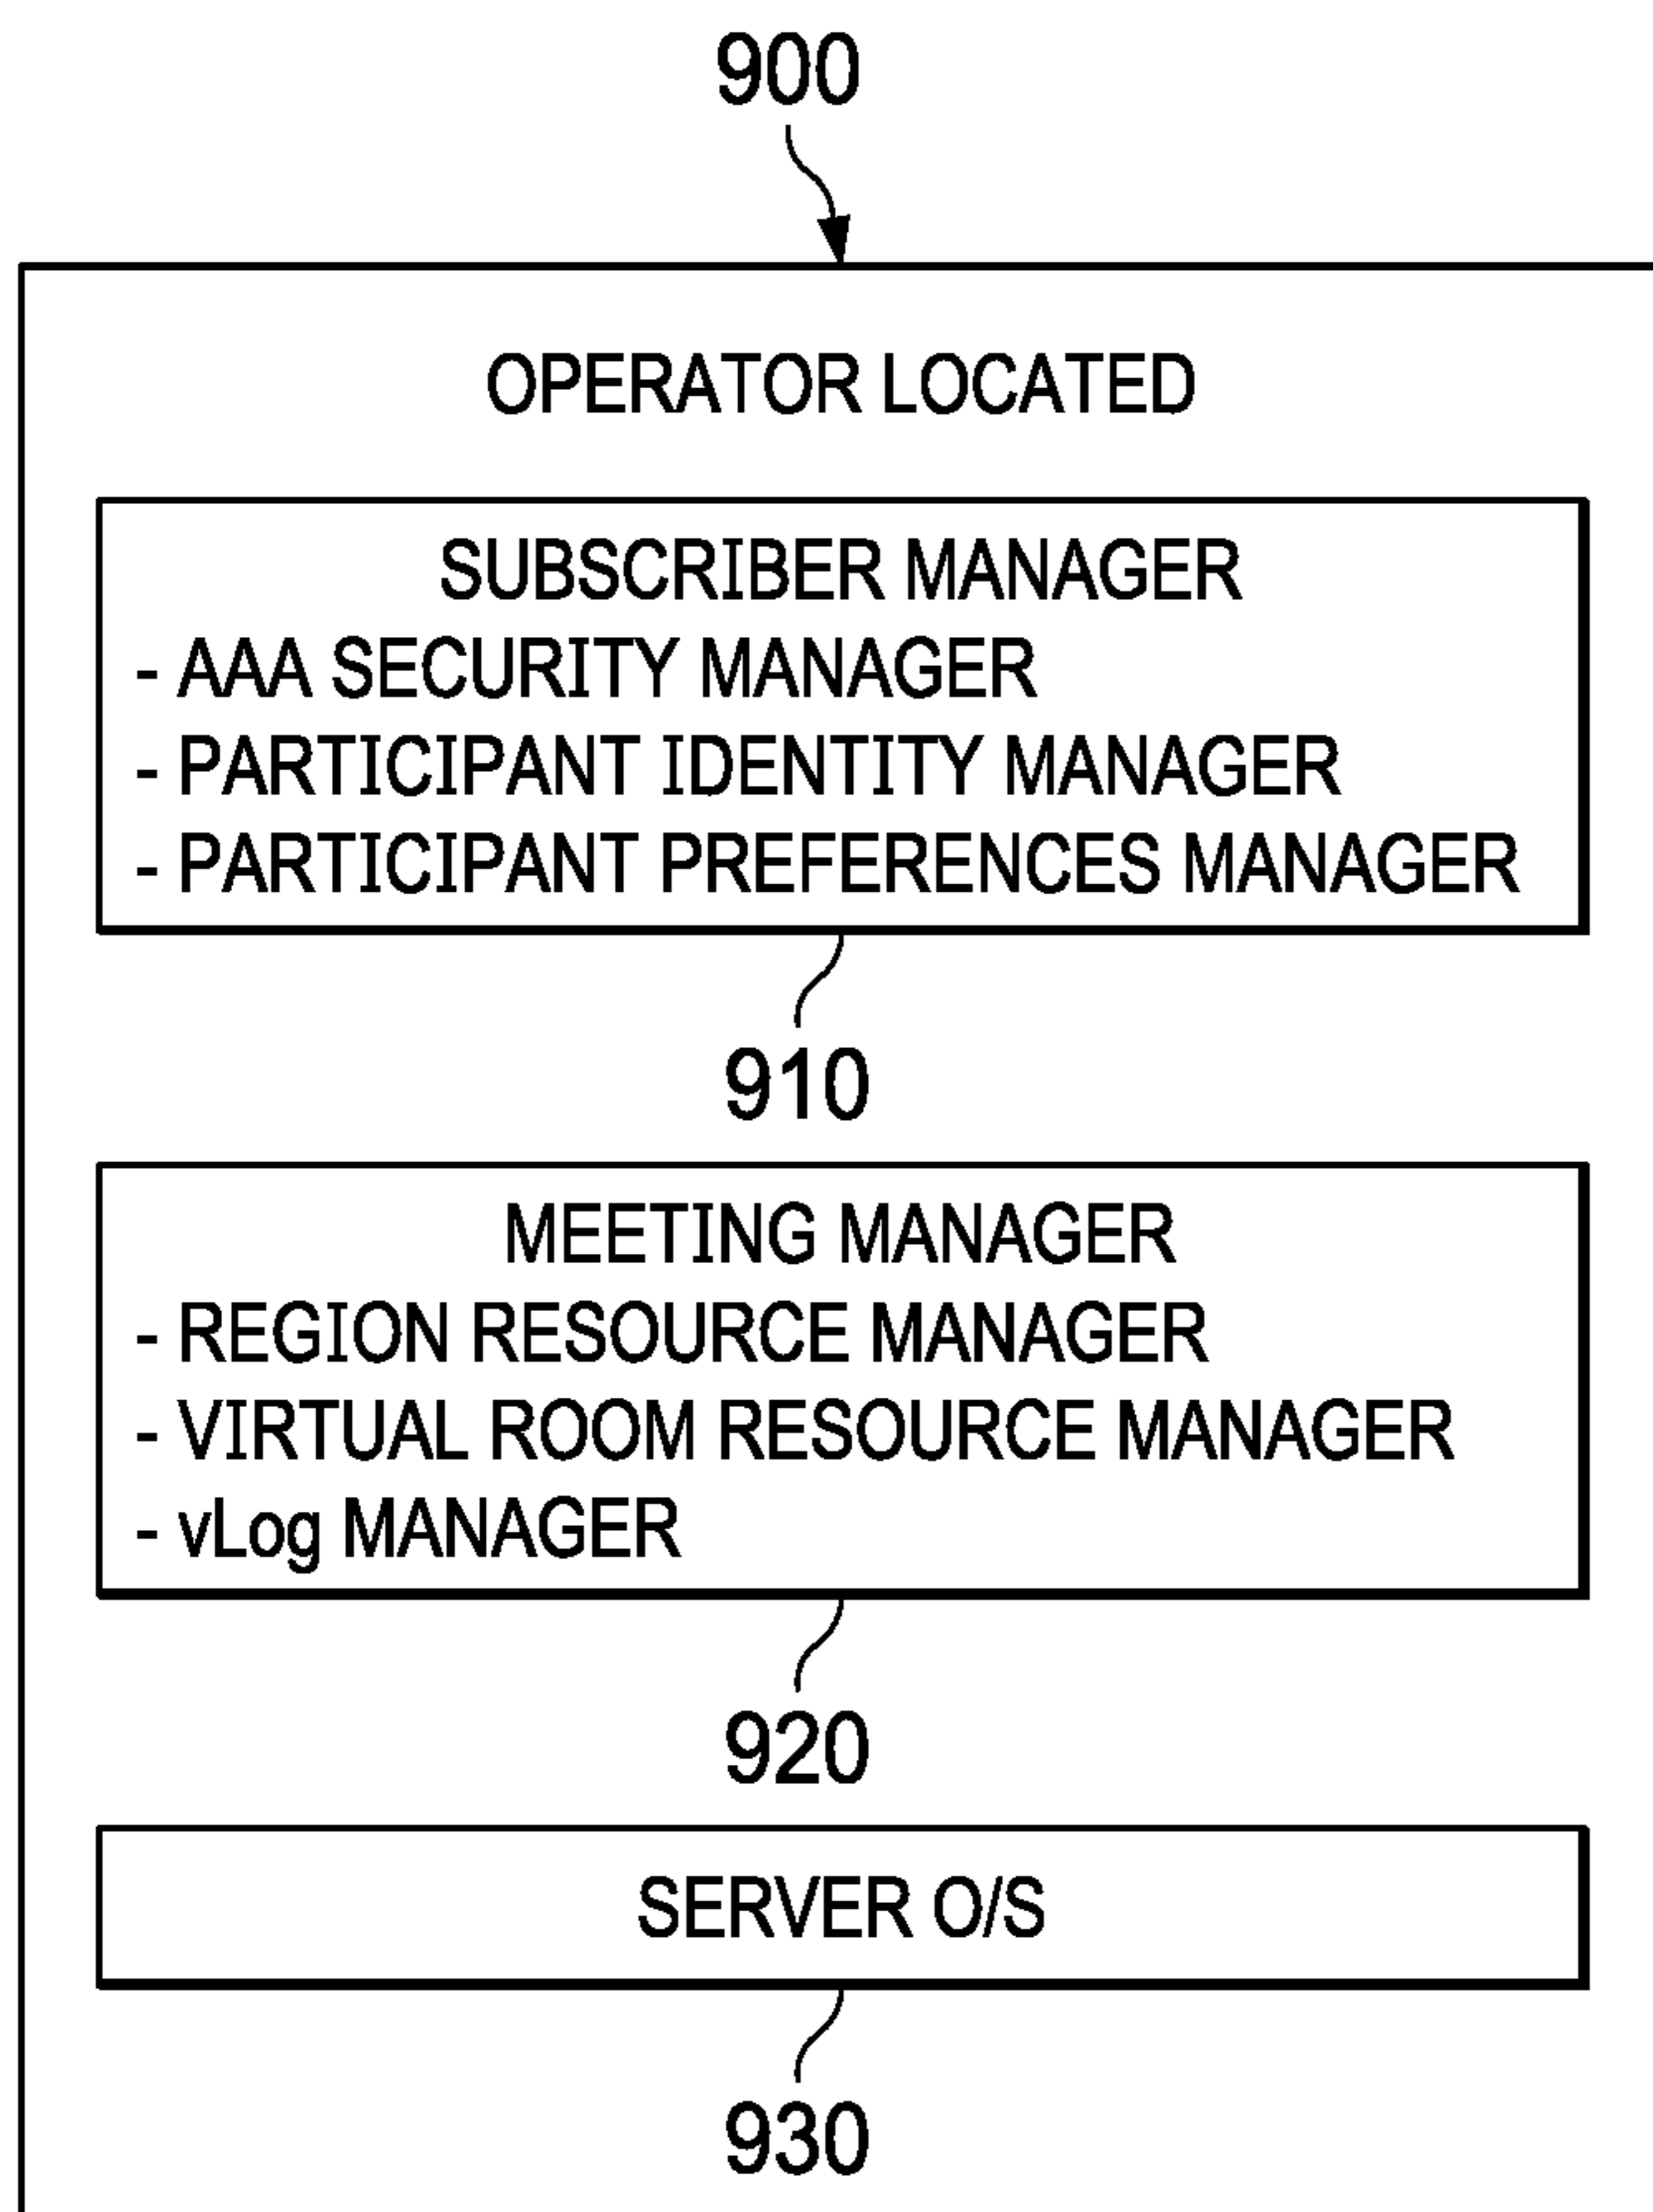 900
OPERATOR LOCATED
SUBSCRIBER MANAGER
- AAA SECURITY MANAGER
- PARTICIPANT IDENTITY MANAGER
- PARTICIPANT PREFERENCES MANAGER
910
MEETING MANAGER
- REGION RESOURCE MANAGER
- VIRTUAL ROOM RESOURCE MANAGER
- vLog MANAGER
920
SERVER O/S
930